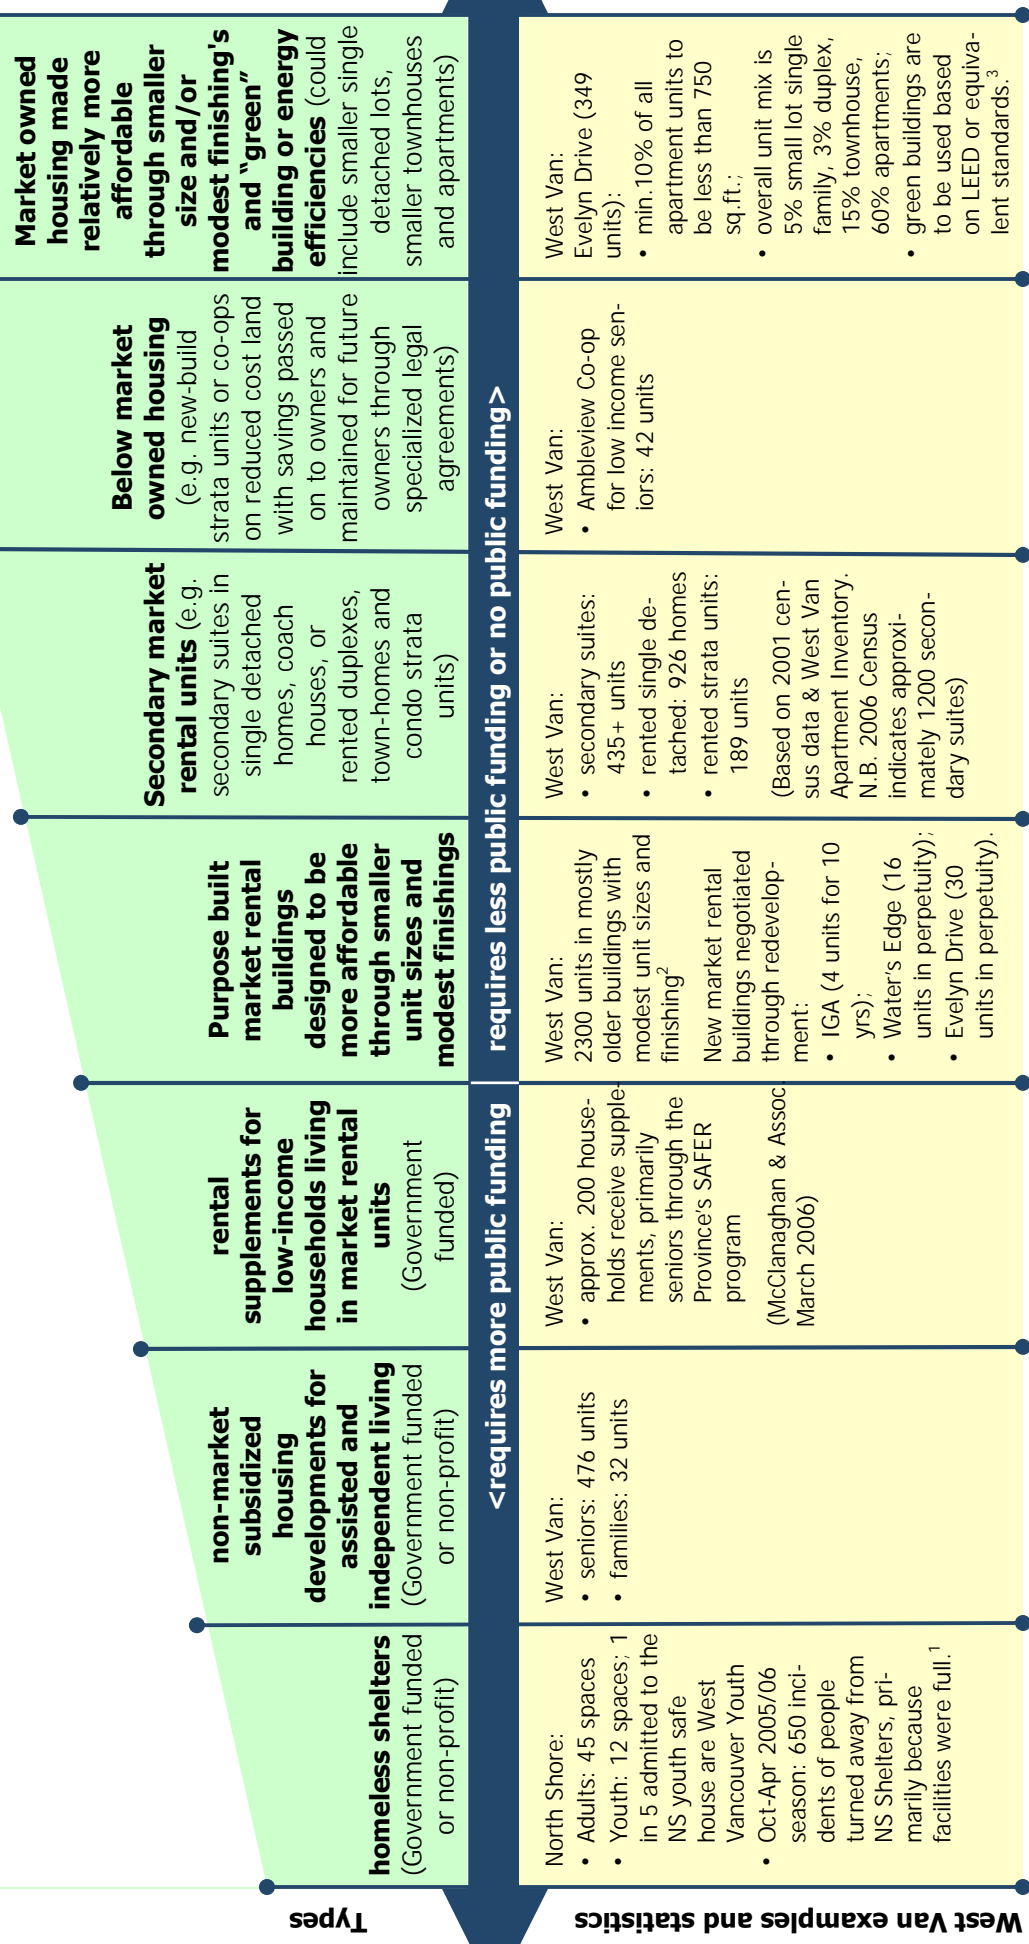 Types
homeless shelters
(Government funded
or non-profit)
non-market
subsidized
housing
developments for
assisted and
independent living
(Government funded
or non-profit)
rental
supplements for
low-income
households living
in market rental
units
(Government
funded)
Purpose built
market rental
buildings
designed to be
more affordable
through smaller
unit sizes and
modest finishings
Secondary market
rental units (e.g.
secondary suites in
single detached
homes, coach
houses, or
rented duplexes,
town-homes and
condo strata
units)
Below market
owned housing
(e.g. new-build
strata units or co-ops
on reduced cost land
with savings passed
on to owners and
maintained for future
owners through
specialized legal
agreements)
Market owned
housing made
relatively more
affordable
through smaller
size and/or
modest finishing's
and “green”
building or energy
efficiencies (could
include smaller single
detached lots,
smaller townhouses
and apartments)
<requires more public funding
requires less public funding or no public funding>
West Van examples and statistics
North Shore:
• Adults: 45 spaces
• Youth: 12 spaces; 1
in 5 admitted to the
NS youth safe
house are West
Vancouver Youth
• Oct-Apr 2005/06
season: 650 inci-
dents of people
turned away from
NS Shelters, pri-
marily because
facilities were full.1
West Van:
• seniors: 476 units
• families: 32 units
West Van:
• approx. 200 house-
holds receive supple-
ments, primarily
seniors through the
Province's SAFER
program
(McClanaghan & Assoc.
March 2006)
West Van:
2300 units in mostly
older buildings with
modest unit sizes and
finishing2
New market rental
buildings negotiated
through redevelop-
ment:
• IGA (4 units for 10
yrs);
• Water's Edge (16
units in perpetuity);
• Evelyn Drive (30
units in perpetuity).
West Van:
• secondary suites:
435+ units
• rented single de-
tached: 926 homes
• rented strata units:
189 units
(Based on 2001 cen-
sus data & West Van
Apartment Inventory.
N.B. 2006 Census
indicates approxi-
mately 1200 secon-
dary suites)
West Van:
• Ambleview Co-op
for low income sen-
iors: 42 units
West Van:
Evelyn Drive (349
units):
• min.10% of all
apartment units to
be less than 750
sq.ft.;
• overall unit mix is
5% small lot single
family, 3% duplex,
15% townhouse,
60% apartments;
• green buildings are
to be used based
on LEED or equiva-
lent standards.3